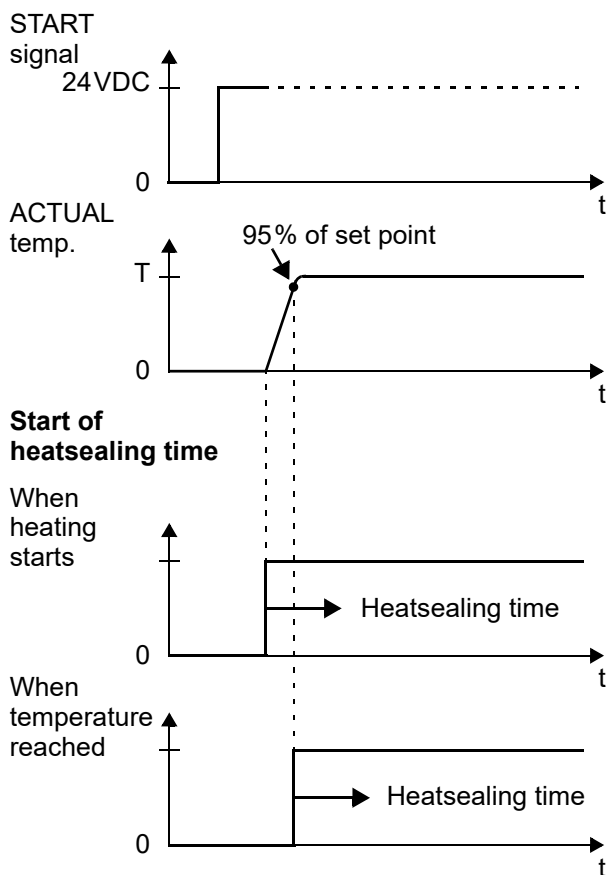 START
signal
24VDC
0
t
ACTUAL
temp.
95% of set point
T
0
t
Start of
heatsealing time
When
heating
starts
Heatsealing time
0
t
When
temperature
reached
Heatsealing time
0
t